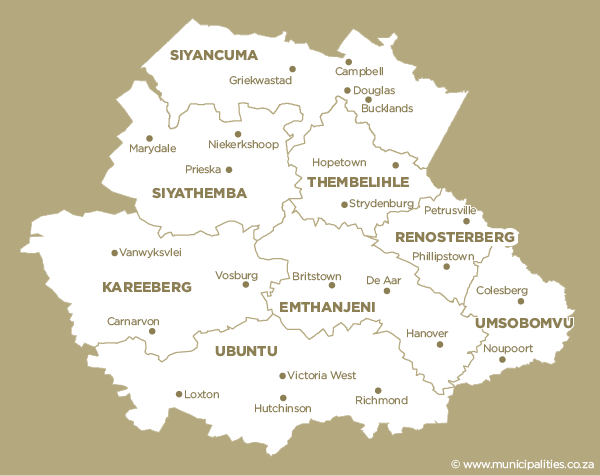 SIYANCUMA
Campbell
Griekwastad
Douglas
Bucklands
Niekerkshoop
Marydale
Hopetown
Prieska
THEMBELIHLE
SIYATHEMBA
Strydenburg
Petrusville
RENOSTERBERG
Vanwyksvlei
Phillipstown
Vosburg
Britstown
De Aar
KAREEBERG
Colesberg
EMTHANJENI
Carnarvon
UMSOBOMVU
Hanover
UBUNTU
Noupoort
Victoria West
Loxton
Richmond
Hutchinson
© www.municipalities.co.za